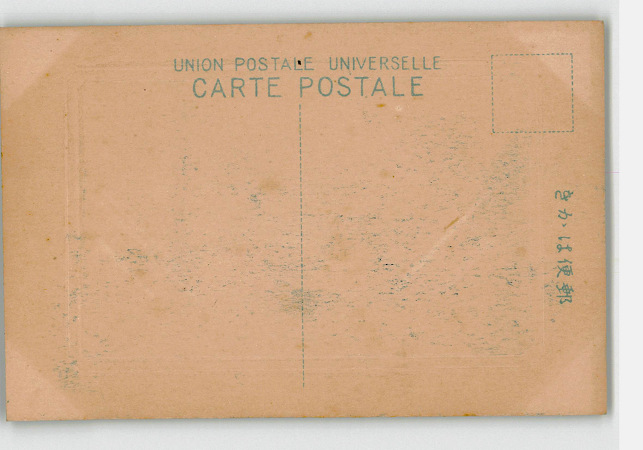 UNION POSTALE UNIVERSELLE
CARTE POSTALE
郵便はかき